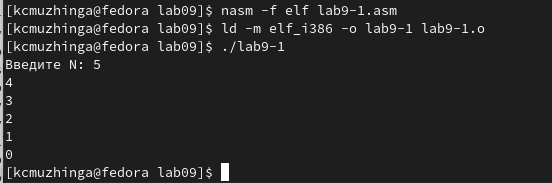 [kcmuzhinga@fedora lab09]$ nasm -f elf lab9-1.asm
[kcmuzhinga@fedora lab09]$ ld -m elf_i386 -o lab9-1 lab9-1.o
[kcmuzhinga@fedora lab09]$ ./lab9-1
Введите N: 5
4
3
2
1
0
[kcmuzhinga@fedora lab09]$